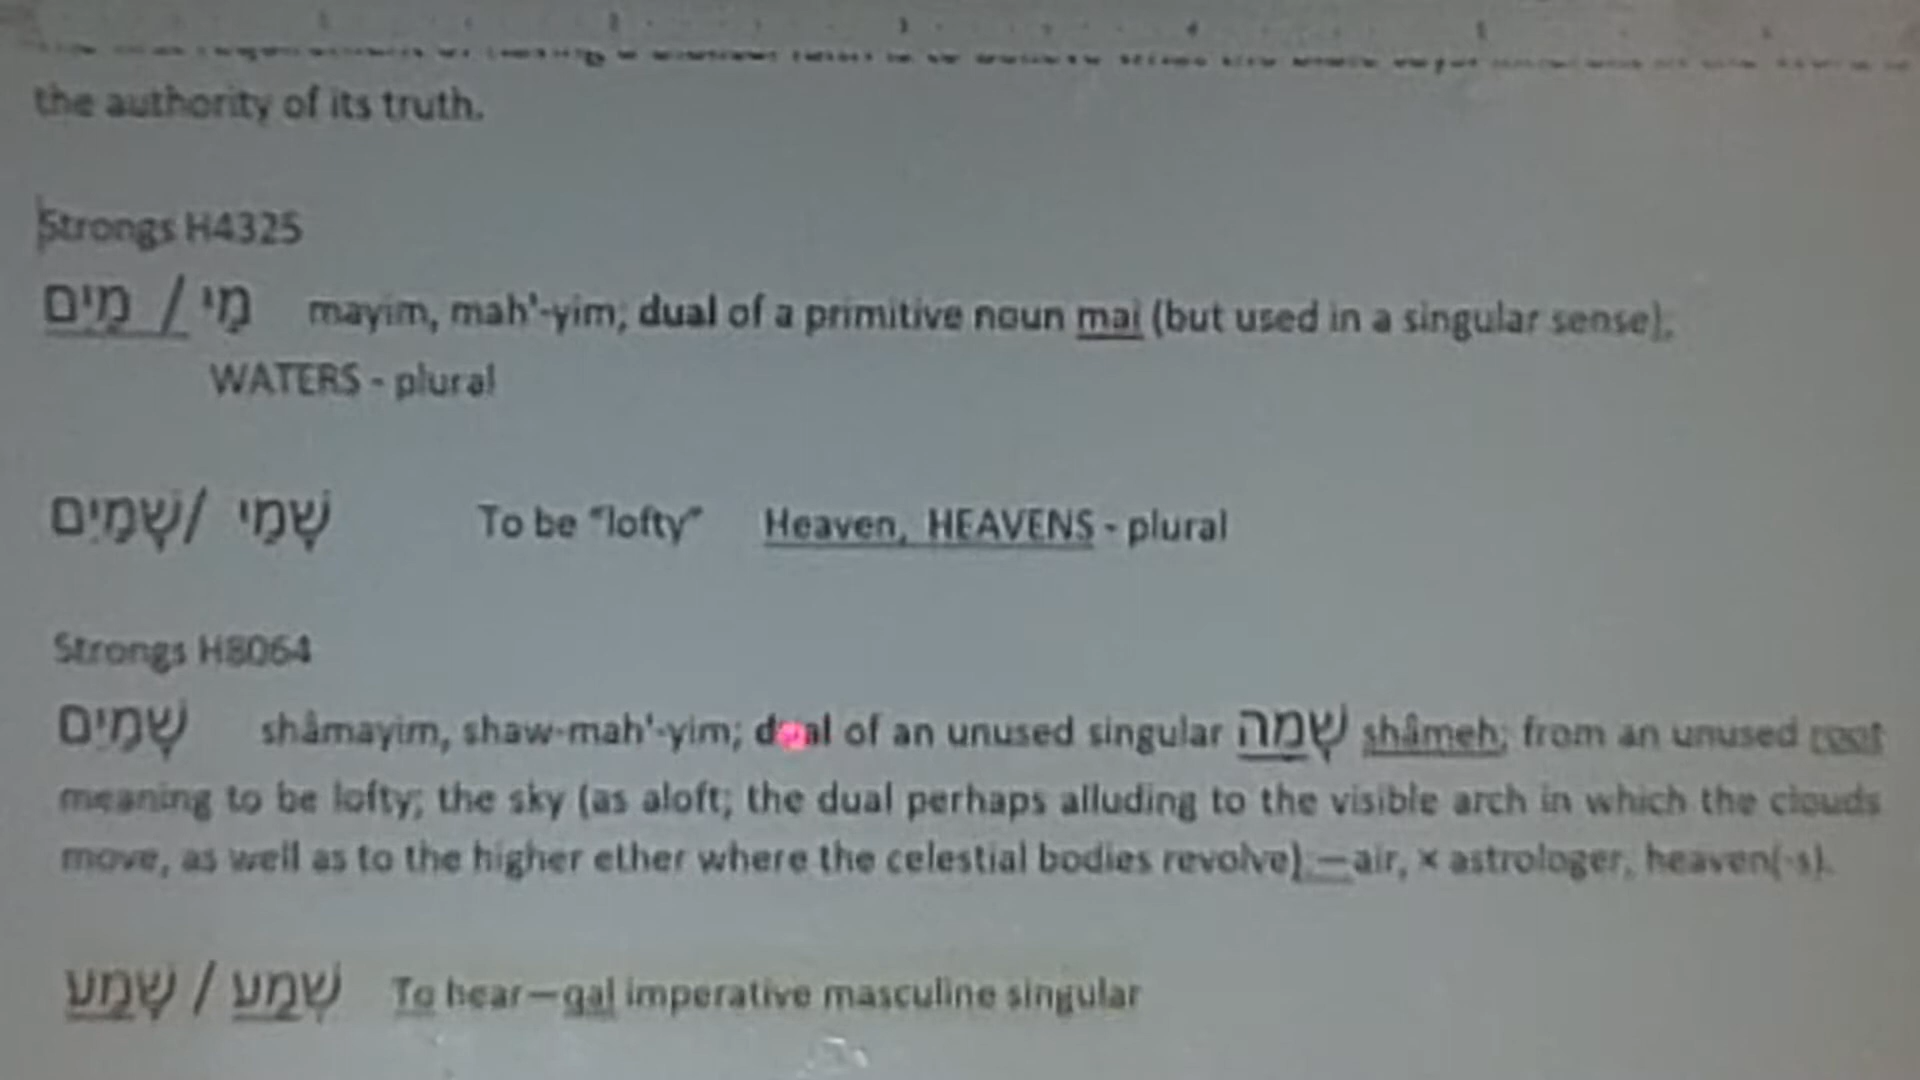 the authority of its truth.
Strongs H4325
מַיִם / מַי mayim, mah'-yim; dual of a primitive noun mai (but used in a singular sense),
WATERS - plural
שָׁמַיִם/ שָׁמַי To be "lofty" Heaven, HEAVENS - plural
Strongs H8064
שָׁמַיִם shâmayim, shaw-mah'-yim; dual of an unused singular שָׁמֶה shâmeh; from an unused root
meaning to be lofty; the sky (as aloft; the dual perhaps alluding to the visible arch in which the clouds
move, as well as to the higher ether where the celestial bodies revolve).—air, × astrologer, heaven(-s).
שָׁמַע / שְׁמַע To hear—qal imperative masculine singular